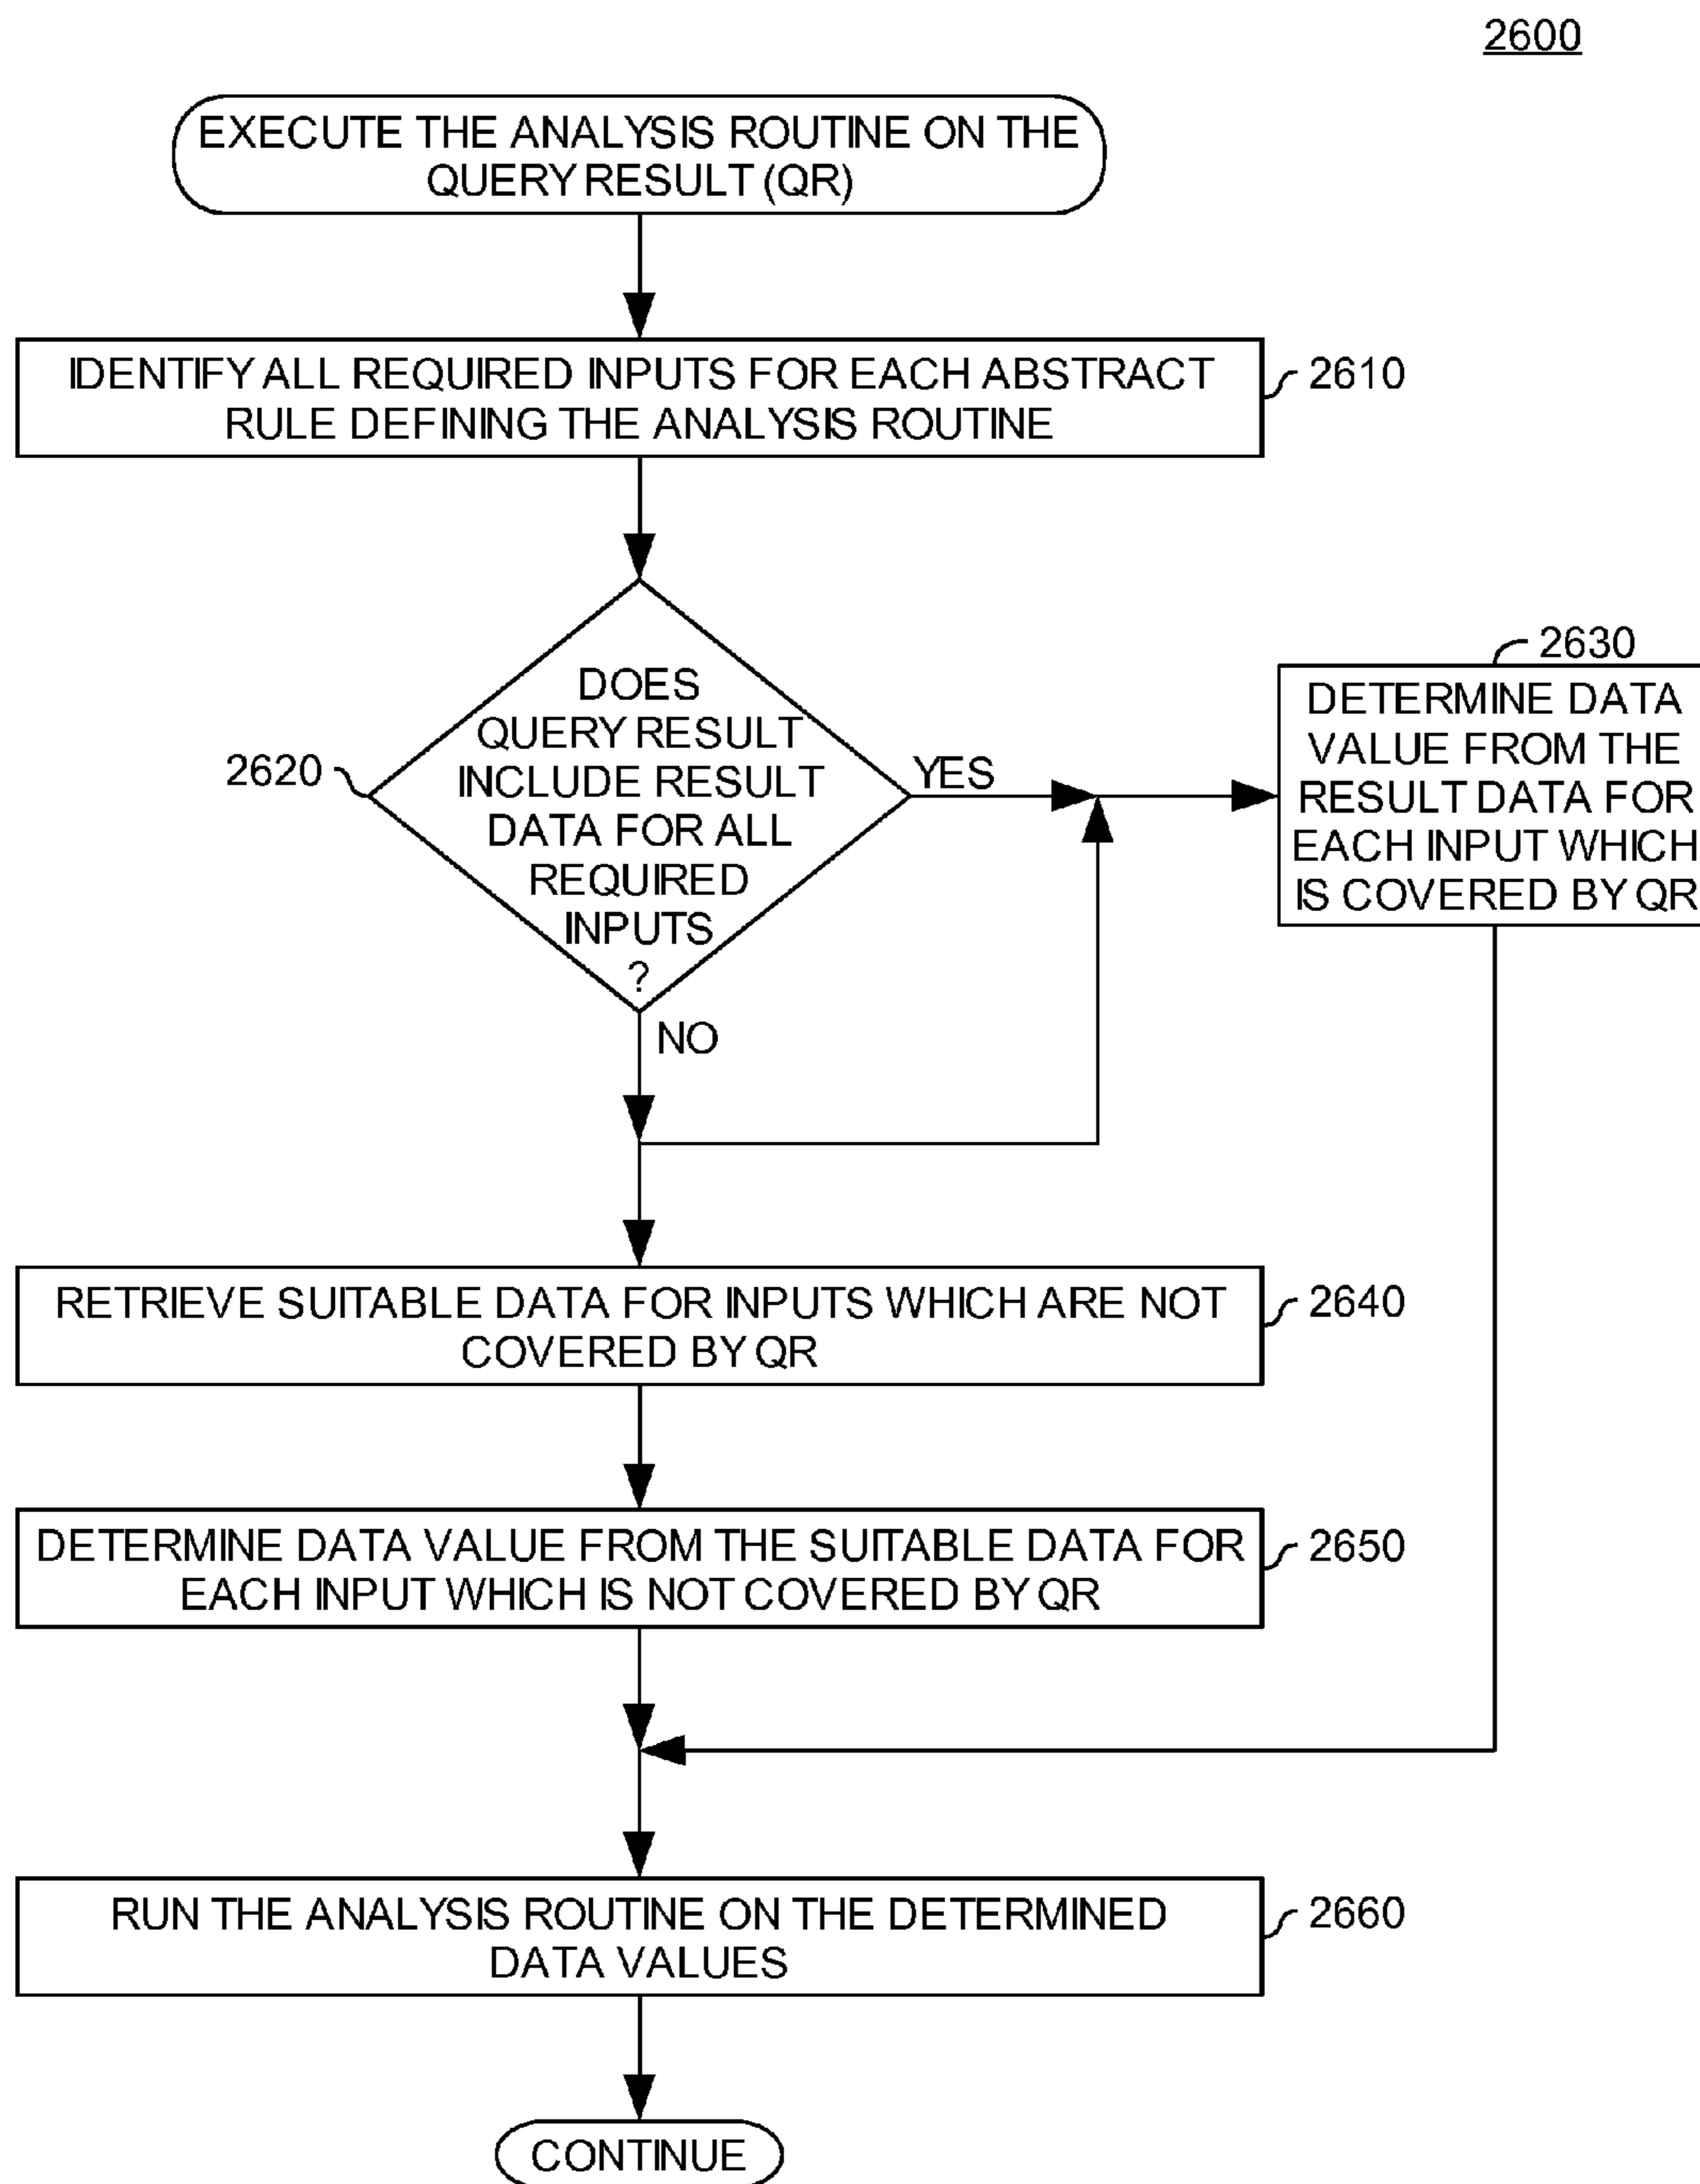 2600
EXECUTE THE ANALYSIS ROUTINE ON THE
QUERY RESULT (QR)
IDENTIFY ALL REQUIRED INPUTS FOR EACH ABSTRACT
RULE DEFINING THE ANALYSIS ROUTINE
2610
DOES
QUERY RESULT
INCLUDE RESULT
DATA FOR ALL
REQUIRED
INPUTS
?
2620
YES
NO
2630
DETERMINE DATA
VALUE FROM THE
RESULT DATA FOR
EACH INPUT WHICH
IS COVERED BY QR
RETRIEVE SUITABLE DATA FOR INPUTS WHICH ARE NOT
COVERED BY QR
2640
DETERMINE DATA VALUE FROM THE SUITABLE DATA FOR
EACH INPUT WHICH IS NOT COVERED BY QR
2650
RUN THE ANALYSIS ROUTINE ON THE DETERMINED
DATA VALUES
2660
CONTINUE